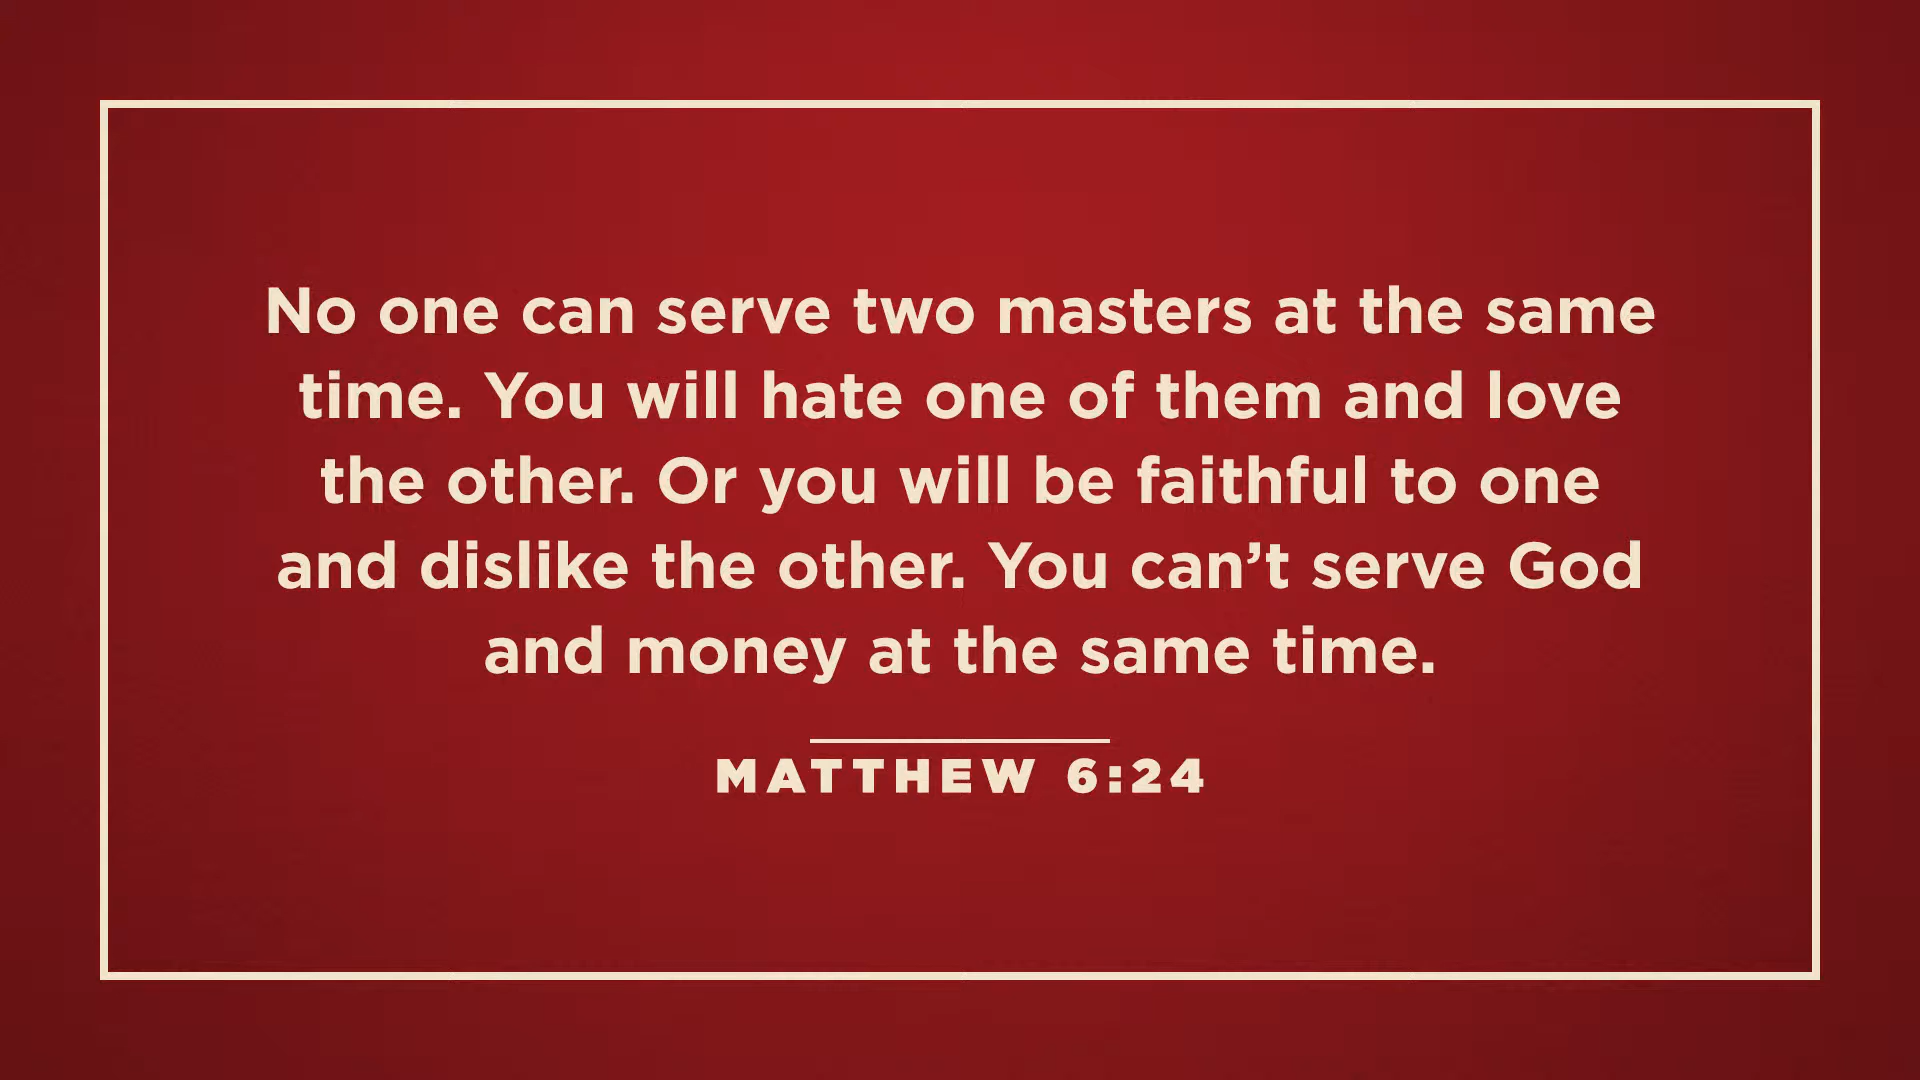 No one can serve two masters at the same
time. You will hate one of them and love
the other. Or you will be faithful to one
and dislike the other. You can’t serve God
and money at the same time.
MATTHEW 6:24